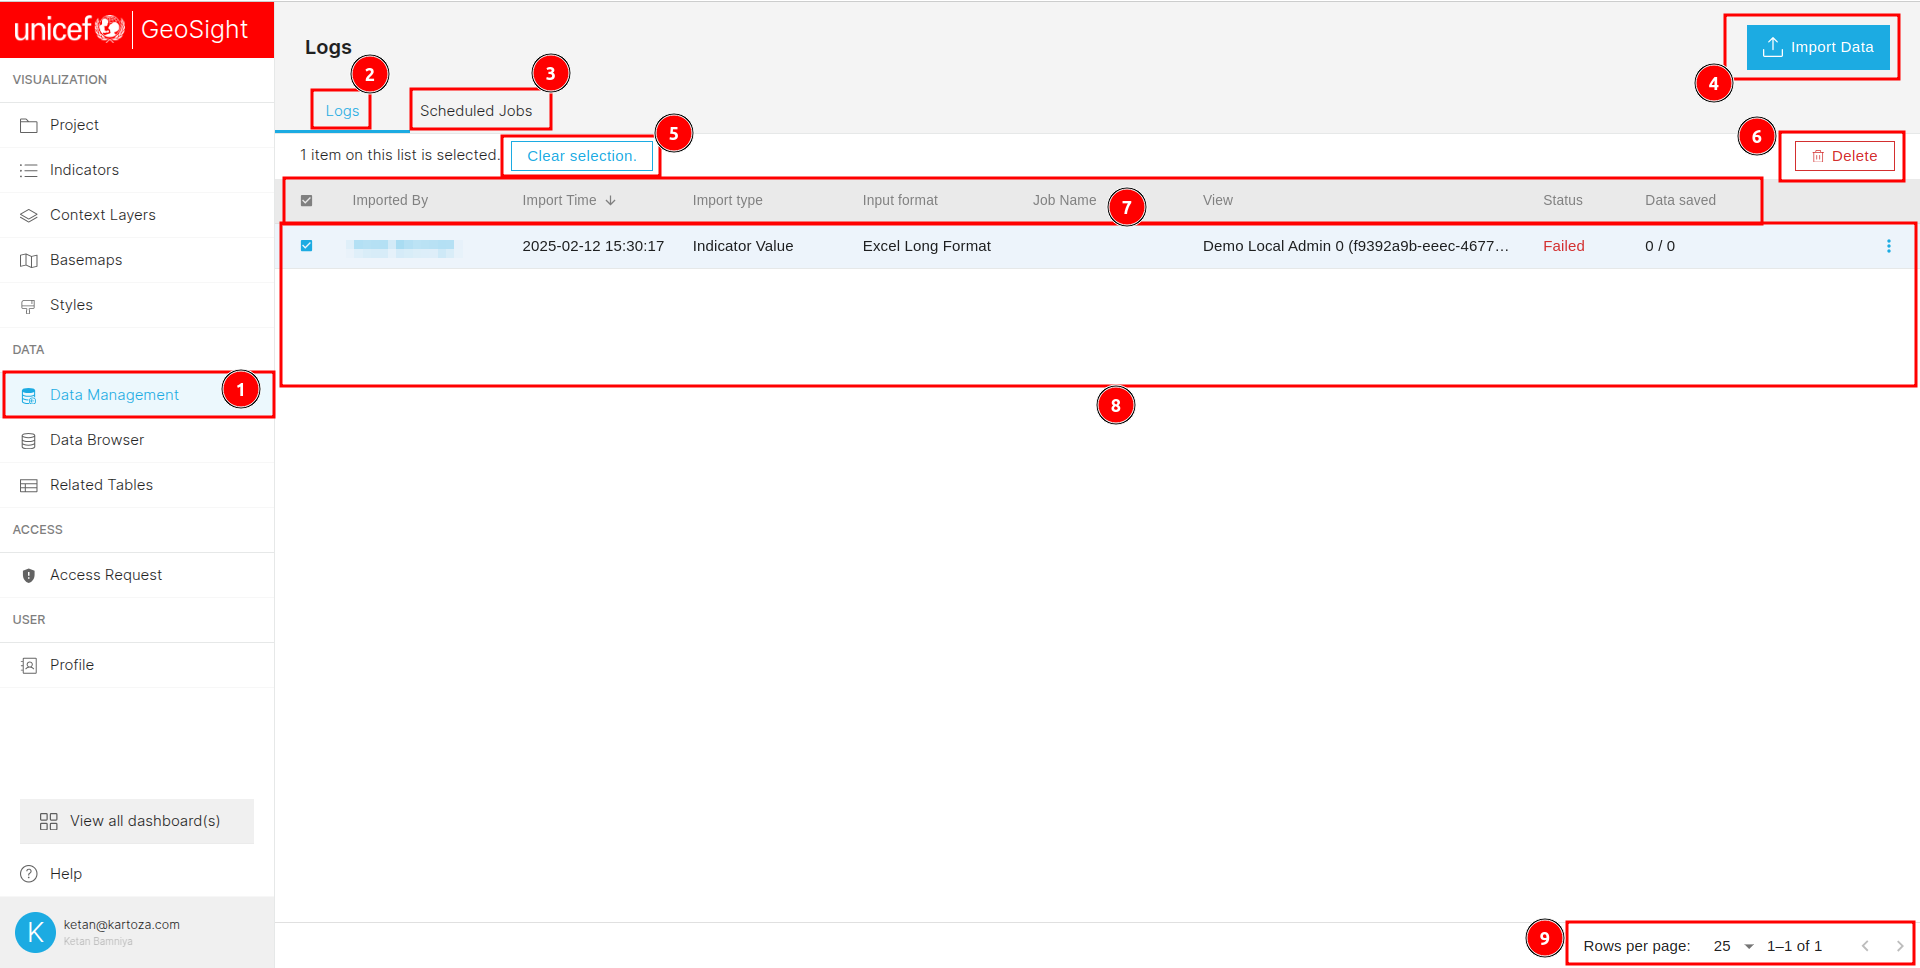 unicef GeoSight
VISUALIZATION
Project
Indicators
Context Layers
Basemaps
Styles
DATA
Data Management 1
Data Browser
Related Tables
ACCESS
Access Request
USER
Profile
View all dashboard(s)
? Help
K ketan@kartoza.com
Ketan Bamniya
Logs
Import Data
4
2
3
Logs
Scheduled Jobs
1 item on this list is selected. Clear selection.
5
6
Delete
Imported By Import Time Import type Input format Job Name View Status Data saved
7
2025-02-12 15:30:17 Indicator Value Excel Long Format Demo Local Admin 0 (f9392a9b-eeec-4677... Failed 0 / 0
8
9
Rows per page: 25 1–1 of 1